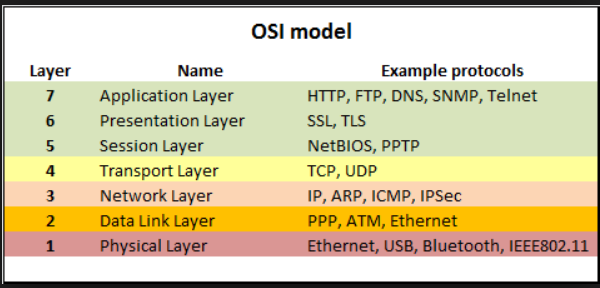 OSI model
Layer Name Example protocols
7 Application Layer HTTP, FTP, DNS, SNMP, Telnet
6 Presentation Layer SSL, TLS
5 Session Layer NetBIOS, PPTP
4 Transport Layer TCP, UDP
3 Network Layer IP, ARP, ICMP, IPSec
2 Data Link Layer PPP, ATM, Ethernet
1 Physical Layer Ethernet, USB, Bluetooth, IEEE802.11